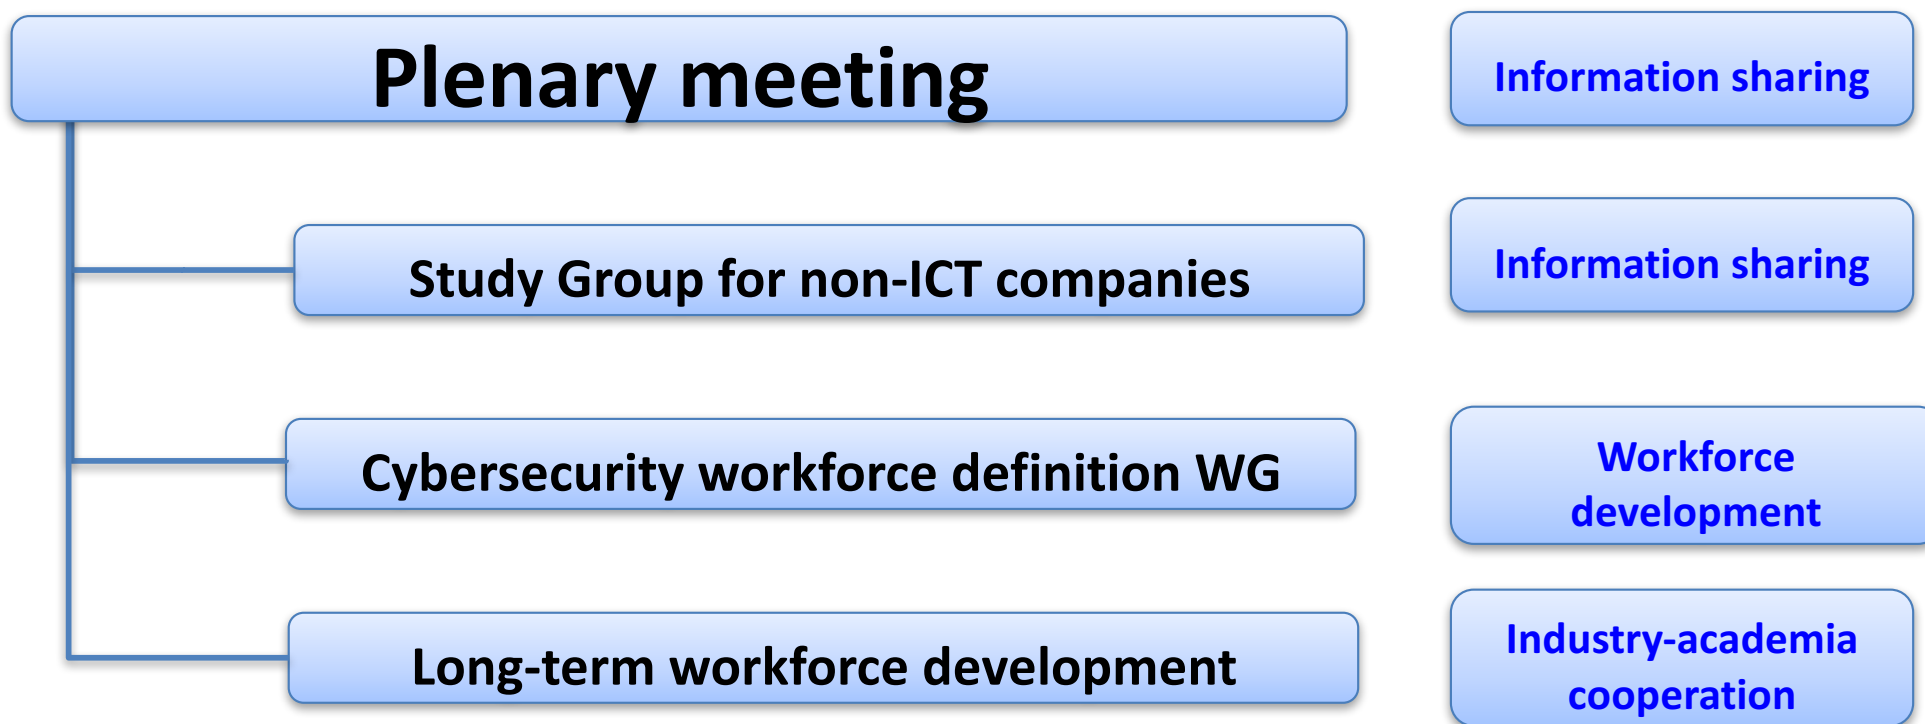 Plenary meeting
Information sharing
Study Group for non-ICT companies
Information sharing
Cybersecurity workforce definition WG
Workforce
development
Long-term workforce development
Industry-academia
cooperation